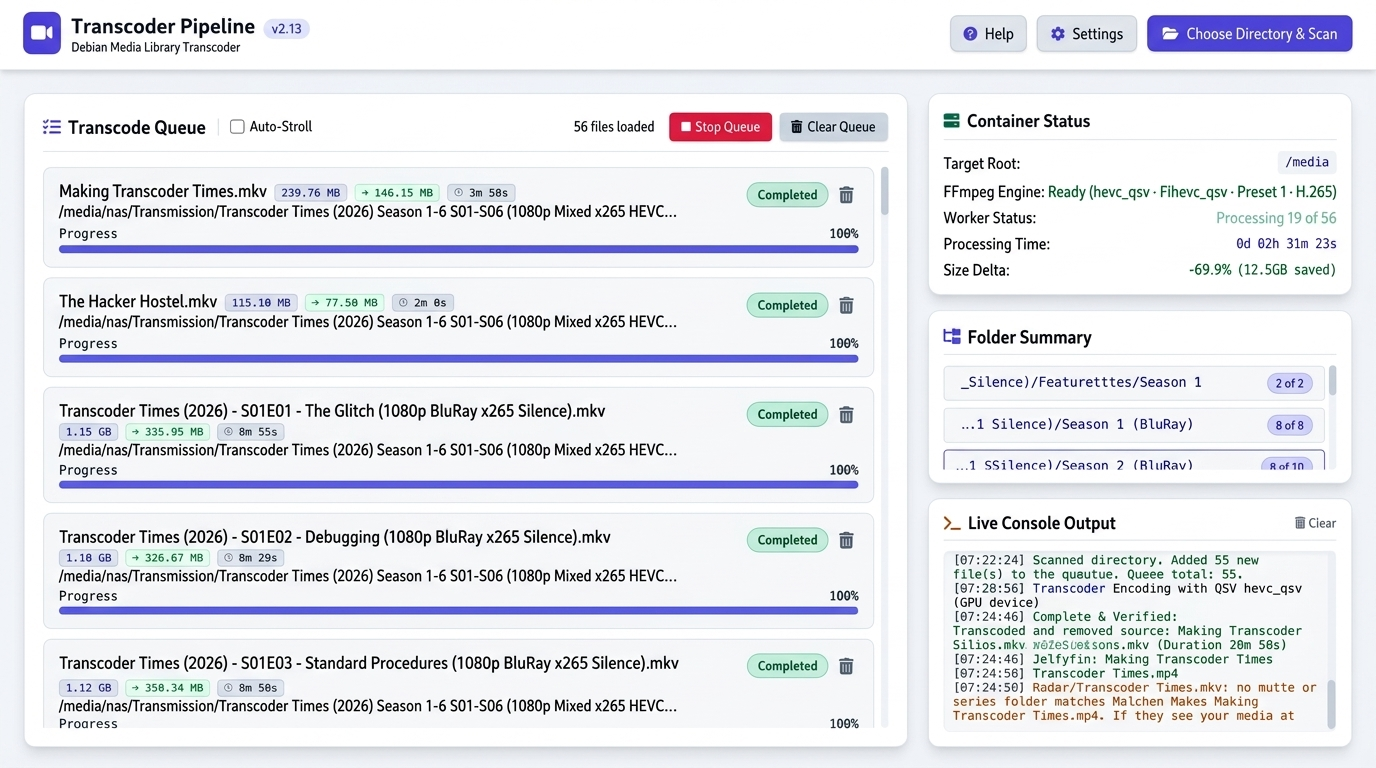 Transcoder Pipeline v2.13
Debian Media Library Transcoder
Help
Settings
Choose Directory & Scan
Transcode Queue
Auto-Stroll
56 files loaded
Stop Queue
Clear Queue
Making Transcoder Times.mkv 239.76 MB → 146.15 MB 3m 58s
Completed
/media/nas/Transmission/Transcoder Times (2026) Season 1-6 S01-S06 (1080p Mixed x265 HEVC...
Progress 100%
The Hacker Hostel.mkv 115.10 MB → 77.50 MB 2m 0s
Completed
/media/nas/Transmission/Transcoder Times (2026) Season 1-6 S01-S06 (1080p Mixed x265 HEVC...
Progress 100%
Transcoder Times (2026) - S01E01 - The Glitch (1080p BluRay x265 Silence).mkv
Completed
1.15 GB → 335.95 MB 8m 55s
/media/nas/Transmission/Transcoder Times (2026) Season 1-6 S01-S06 (1080p Mixed x265 HEVC...
Progress 100%
Transcoder Times (2026) - S01E02 - Debugging (1080p BluRay x265 Silence).mkv
Completed
1.10 GB → 326.67 MB 8m 29s
/media/nas/Transmission/Transcoder Times (2026) Season 1-6 S01-S06 (1080p Mixed x265 HEVC...
Progress 100%
Transcoder Times (2026) - S01E03 - Standard Procedures (1080p BluRay x265 Silence).mkv
Completed
1.12 GB → 350.34 MB 8m 50s
/media/nas/Transmission/Transcoder Times (2026) Season 1-6 S01-S06 (1080p Mixed x265 HEVC...
Progress 100%
Container Status
Target Root: /media
FFmpeg Engine: Ready (hevc_qsv · Fihevc_qsv · Preset 1 · H.265)
Worker Status: Processing 19 of 56
Processing Time: 0d 02h 31m 23s
Size Delta: -69.9% (12.5GB saved)
Folder Summary
_Silence)/Featuretttes/Season 1 2 of 2
...1 Silence)/Season 1 (BluRay) 8 of 8
...1 SSilence)/Season 2 (BluRay) 8 of 10
Live Console Output
Clear
[07:22:24] Scanned directory. Added 55 new
file(s) to the quautue. Queee total: 55.
[07:28:56] Transcoder Encoding with QSV hevc_qsv
(GPU device)
[07:24:46] Complete & Verified:
Transcoded and removed source: Making Transcoder
Silios.mkv (Duration 20m 50s)
[07:24:46] Jelfyfin: Making Transcoder Times
[07:24:56] Transcoder Times.mp4
[07:24:50] Radar/Transcoder Times.mkv: no mutte or
series folder matches Malchen Makes Making
Transcoder Times.mp4. If they see your media at